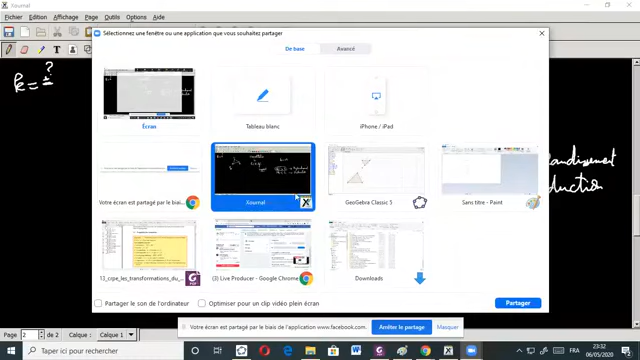 Xournal
Fichier Edition Affichage Page Outils Options Aide
Sélectionnez une fenêtre ou une application que vous souhaitez partager
De base Avancé
k = ?
Écran Tableau blanc iPhone / iPad
Votre écran est partagé par le biais... Xournal GeoGebra Classic 5 Sans titre - Paint
13_crpe_les_transformations_du... (3) Live Producer - Google Chrome Downloads
andissement
duction
Partager le son de l'ordinateur Optimiser pour un clip vidéo plein écran Partager
Votre écran est partagé par le biais de l'application www.facebook.com. Arrêter le partage Masquer
Page 2 de 2 Calque : Calque 1
Taper ici pour rechercher FRA 23:32 06/05/2020